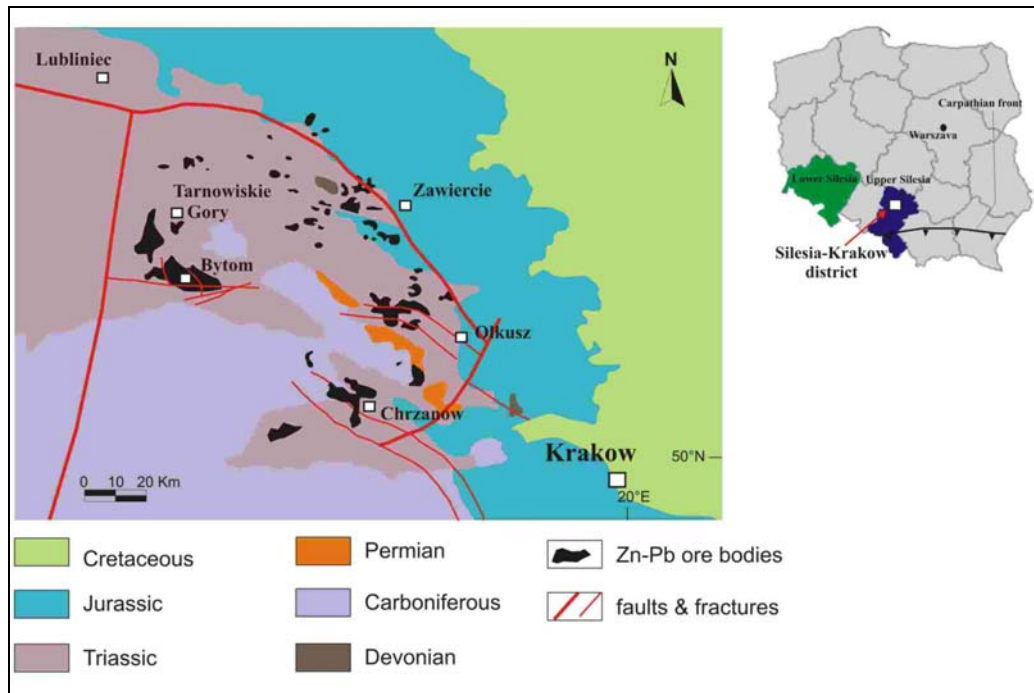 Lubliniec
N
Tarnowiskie
Gory
Zawiercie
Bytom
Olkusz
Chrzanow
Krakow
50°N
20°E
0 10 20 Km
Carpathian front
Warszava
Lower Silesia
Upper Silesia
Silesia-Krakow
district
Cretaceous
Permian
Zn-Pb ore bodies
Jurassic
Carboniferous
faults & fractures
Triassic
Devonian